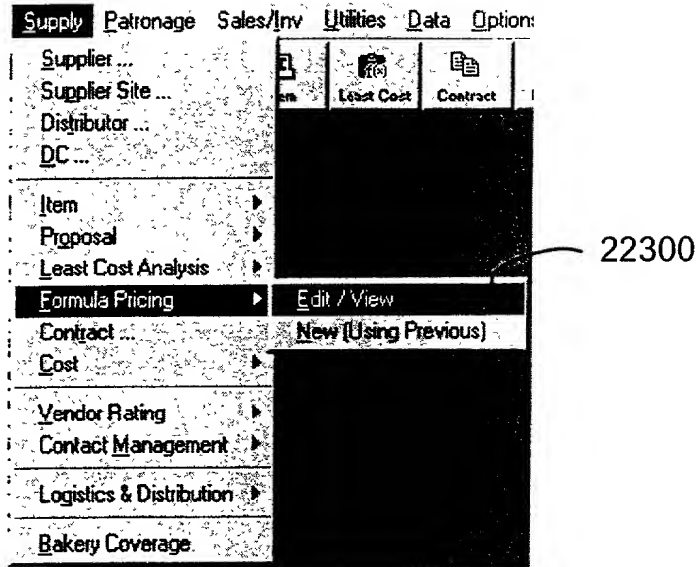 Supply Patronage Sales/Inv Utilities Data Option
Supplier ...
Supplier Site ...
Least Cost Contract
Distributor ...
DC ...
Item
Proposal
Least Cost Analysis
22300
Formula Pricing Edit / View
Contract ... New (Using Previous)
Cost
Vendor Rating
Contact Management
Logistics & Distribution
Bakery Coverage